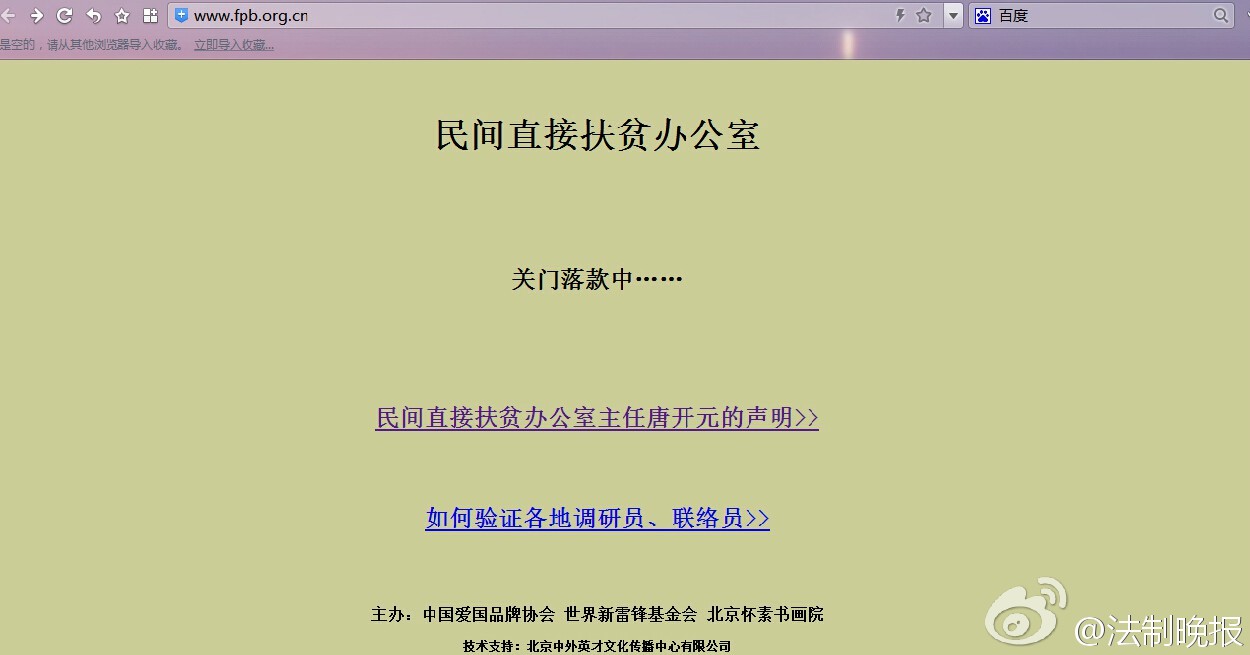 www.fpb.org.cn
百度
是空的，请从其他浏览器导入收藏。 立即导入收藏...
民间直接扶贫办公室
关门落款中……
民间直接扶贫办公室主任唐开元的声明>>
如何验证各地调研员、联络员>>
主办：中国爱国品牌协会 世界新雷锋基金会 北京怀素书画院
技术支持：北京中外英才文化传播中心有限公司
@法制晚报